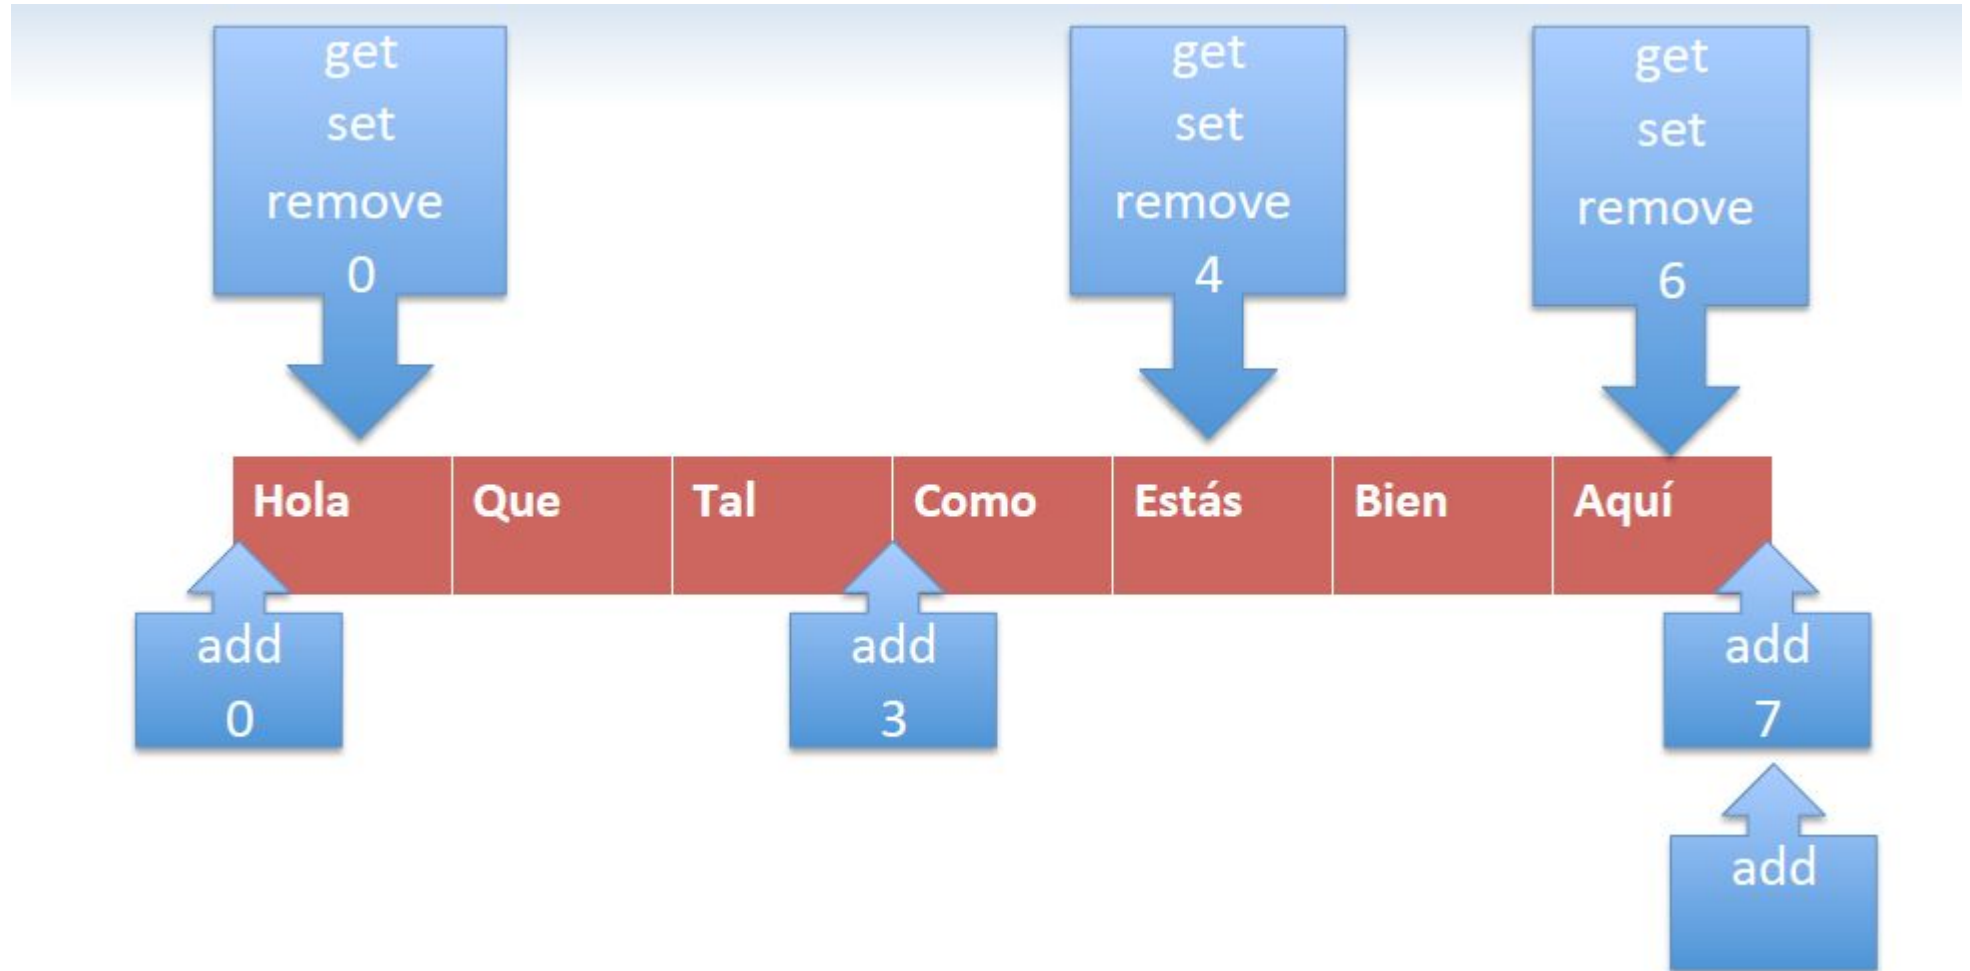 get
set
remove
0
get
set
remove
4
get
set
remove
6
Hola Que Tal Como Estás Bien Aquí
add
0
add
3
add
7
add